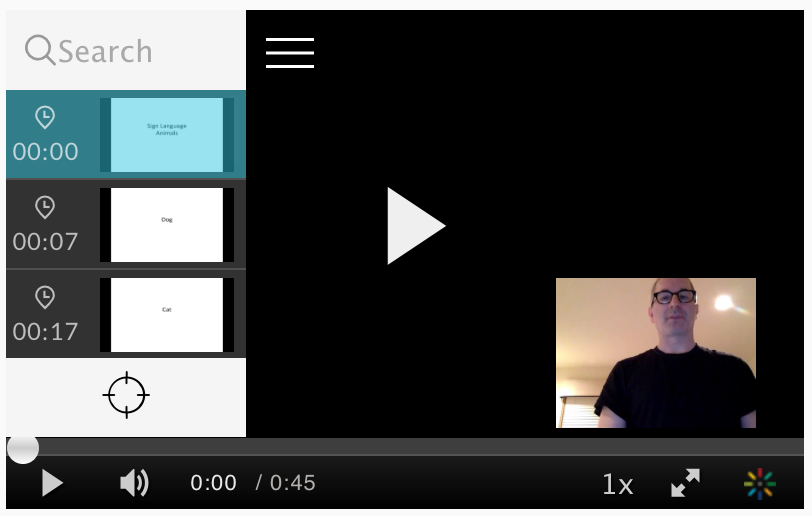 Search
00:00
Sign Language
Animals
00:07
Dog
00:17
Cat
0:00 / 0:45
1x